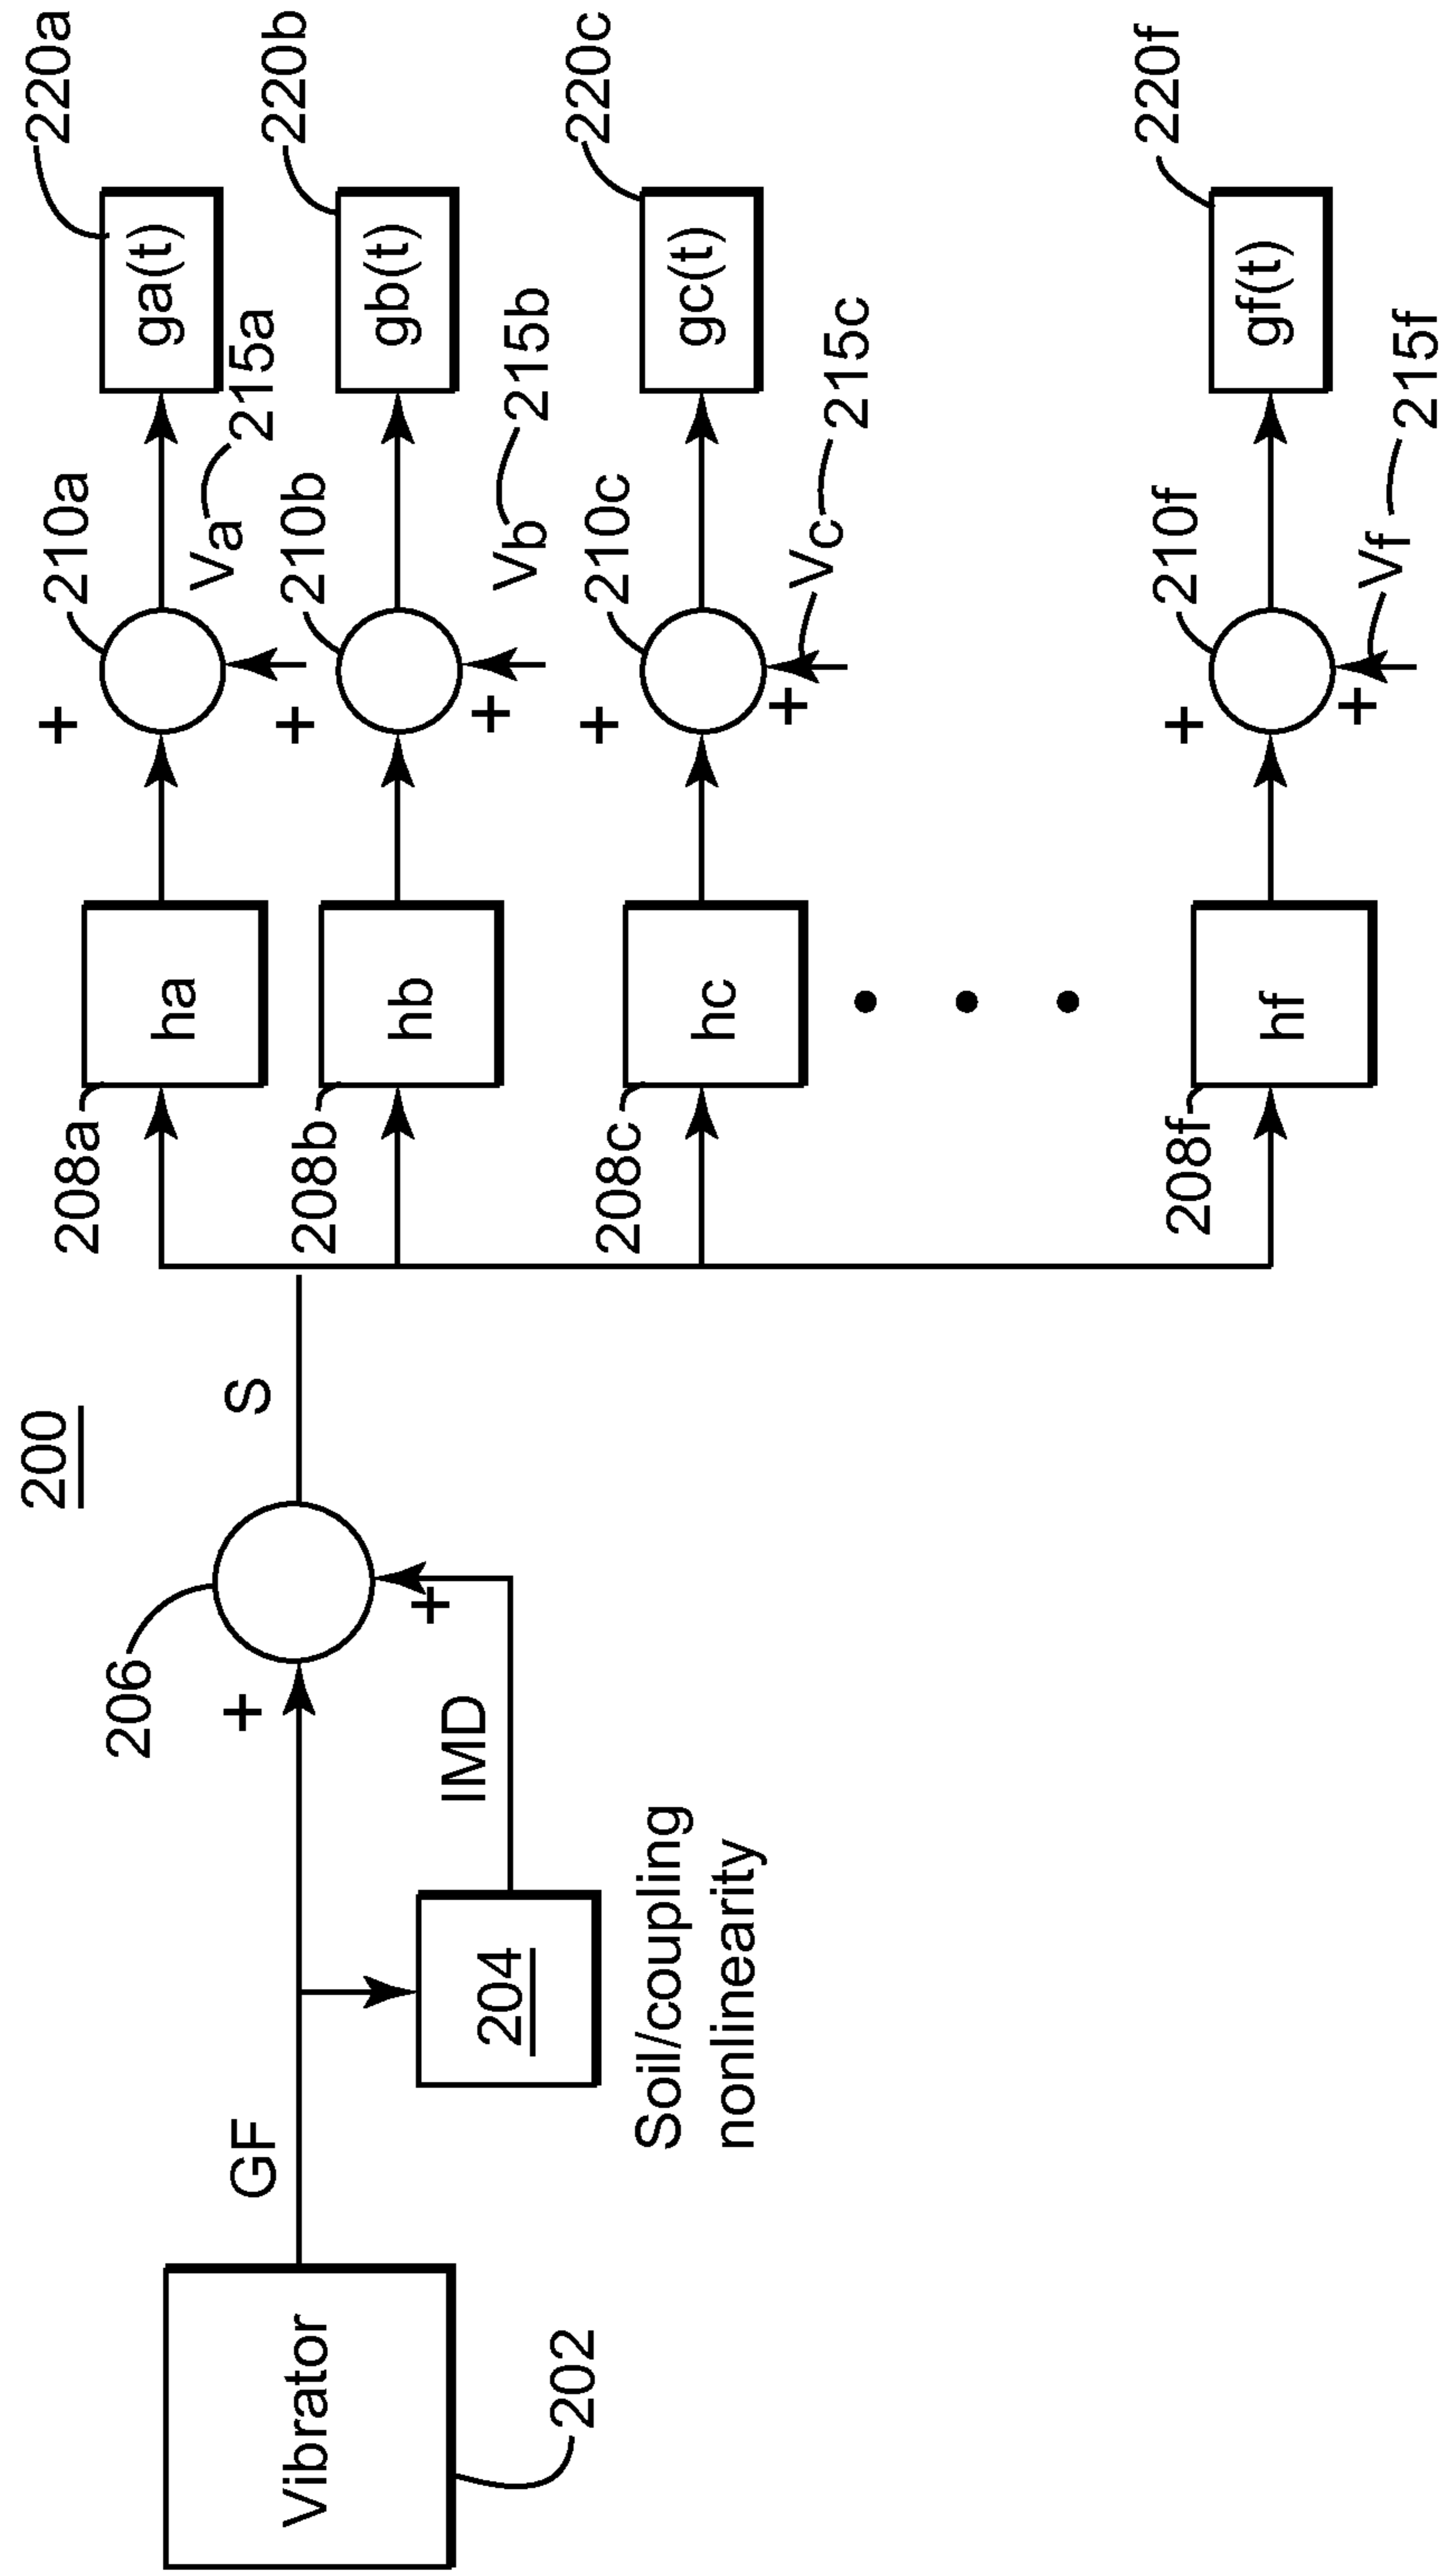 200
Vibrator
202
GF
204
Soil/coupling
nonlinearity
IMD
206
+
+
S
208a
ha
+
210a
Va
215a
ga(t)
220a
208b
hb
+
+
210b
Vb
215b
gb(t)
220b
208c
hc
+
+
210c
Vc
215c
gc(t)
220c
208f
hf
+
+
210f
Vf
215f
gf(t)
220f